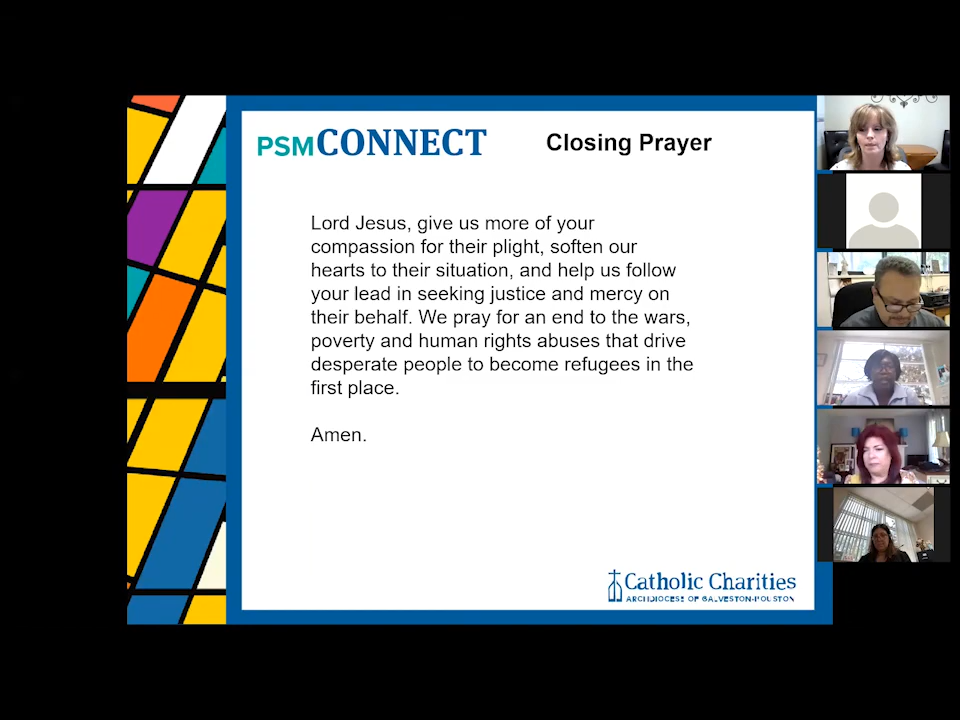 PSMCONNECT
Closing Prayer
Lord Jesus, give us more of your
compassion for their plight, soften our
hearts to their situation, and help us follow
your lead in seeking justice and mercy on
their behalf. We pray for an end to the wars,
poverty and human rights abuses that drive
desperate people to become refugees in the
first place.
Amen.
Catholic Charities
ARCHDIOCESE OF GALVESTON-HOUSTON